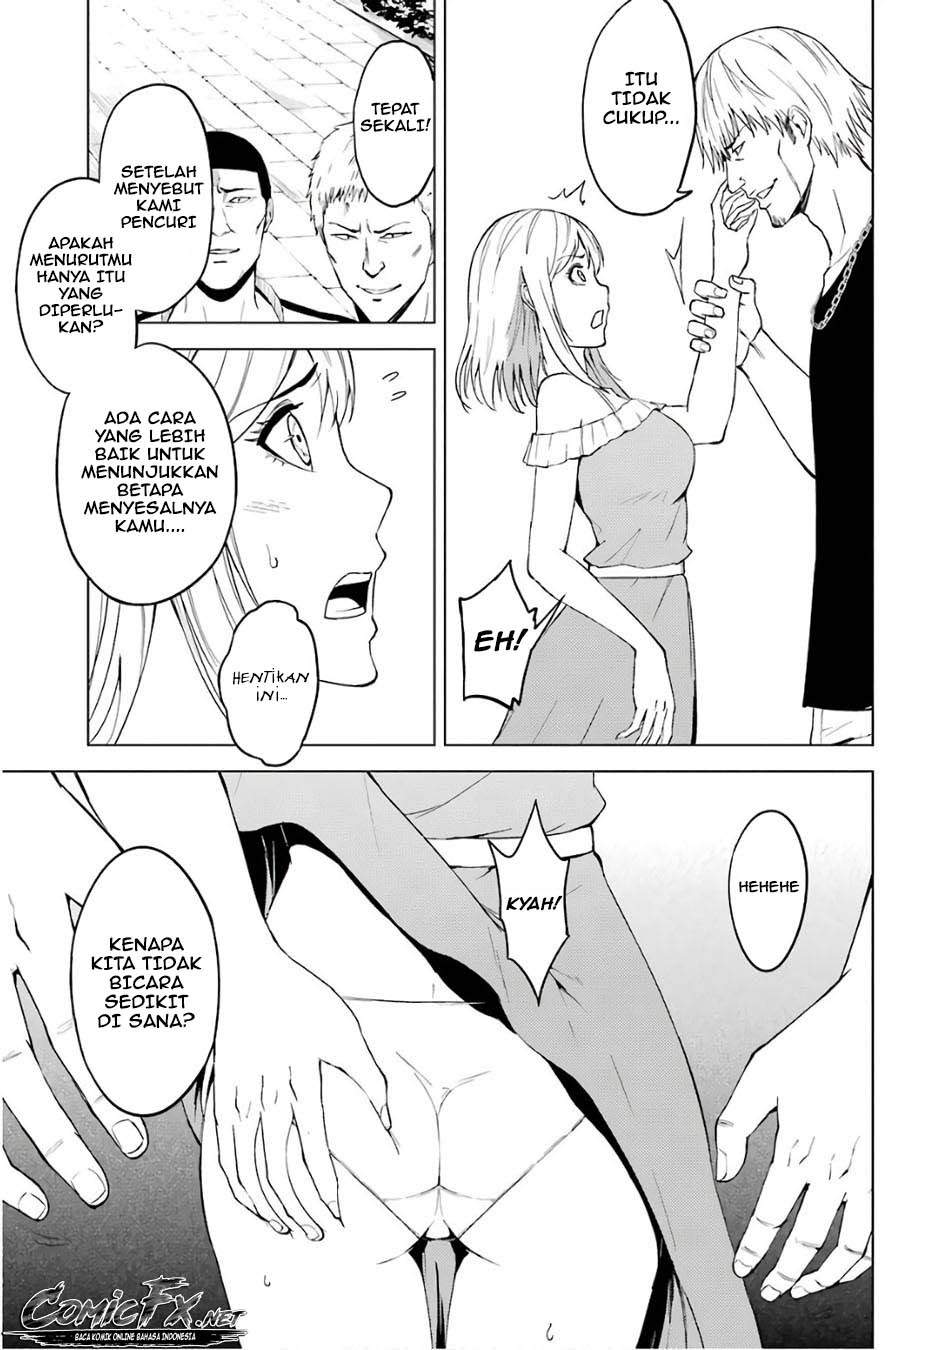 ITU
TIDAK
CUKUP...
EH!
TEPAT
SEKALI!
SETELAH
MENYEBUT
KAMI
PENCURI
APAKAH
MENURUTMU
HANYA ITU
YANG
DIPERLU-
KAN?
ADA CARA
YANG LEBIH
BAIK UNTUK
MENUNJUKKAN
BETAPA
MENYESALNYA
KAMU....
HENTIKAN
INI...
HEHEHE
KYAH!
KENAPA
KITA TIDAK
BICARA
SEDIKIT
DI SANA?
COMICFX.NET
BACA KOMIK ONLINE BAHASA INDONESIA